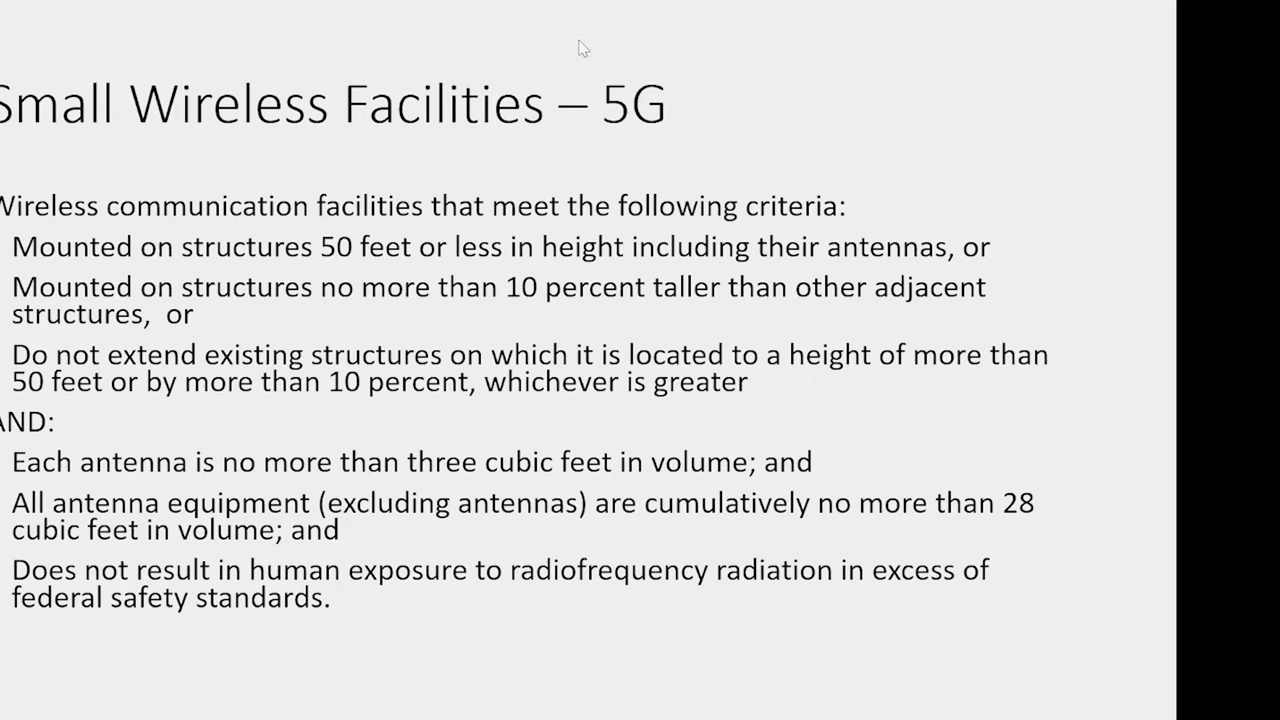 Small Wireless Facilities – 5G
Wireless communication facilities that meet the following criteria:
Mounted on structures 50 feet or less in height including their antennas, or
Mounted on structures no more than 10 percent taller than other adjacent
structures, or
Do not extend existing structures on which it is located to a height of more than
50 feet or by more than 10 percent, whichever is greater
AND:
Each antenna is no more than three cubic feet in volume; and
All antenna equipment (excluding antennas) are cumulatively no more than 28
cubic feet in volume; and
Does not result in human exposure to radiofrequency radiation in excess of
federal safety standards.